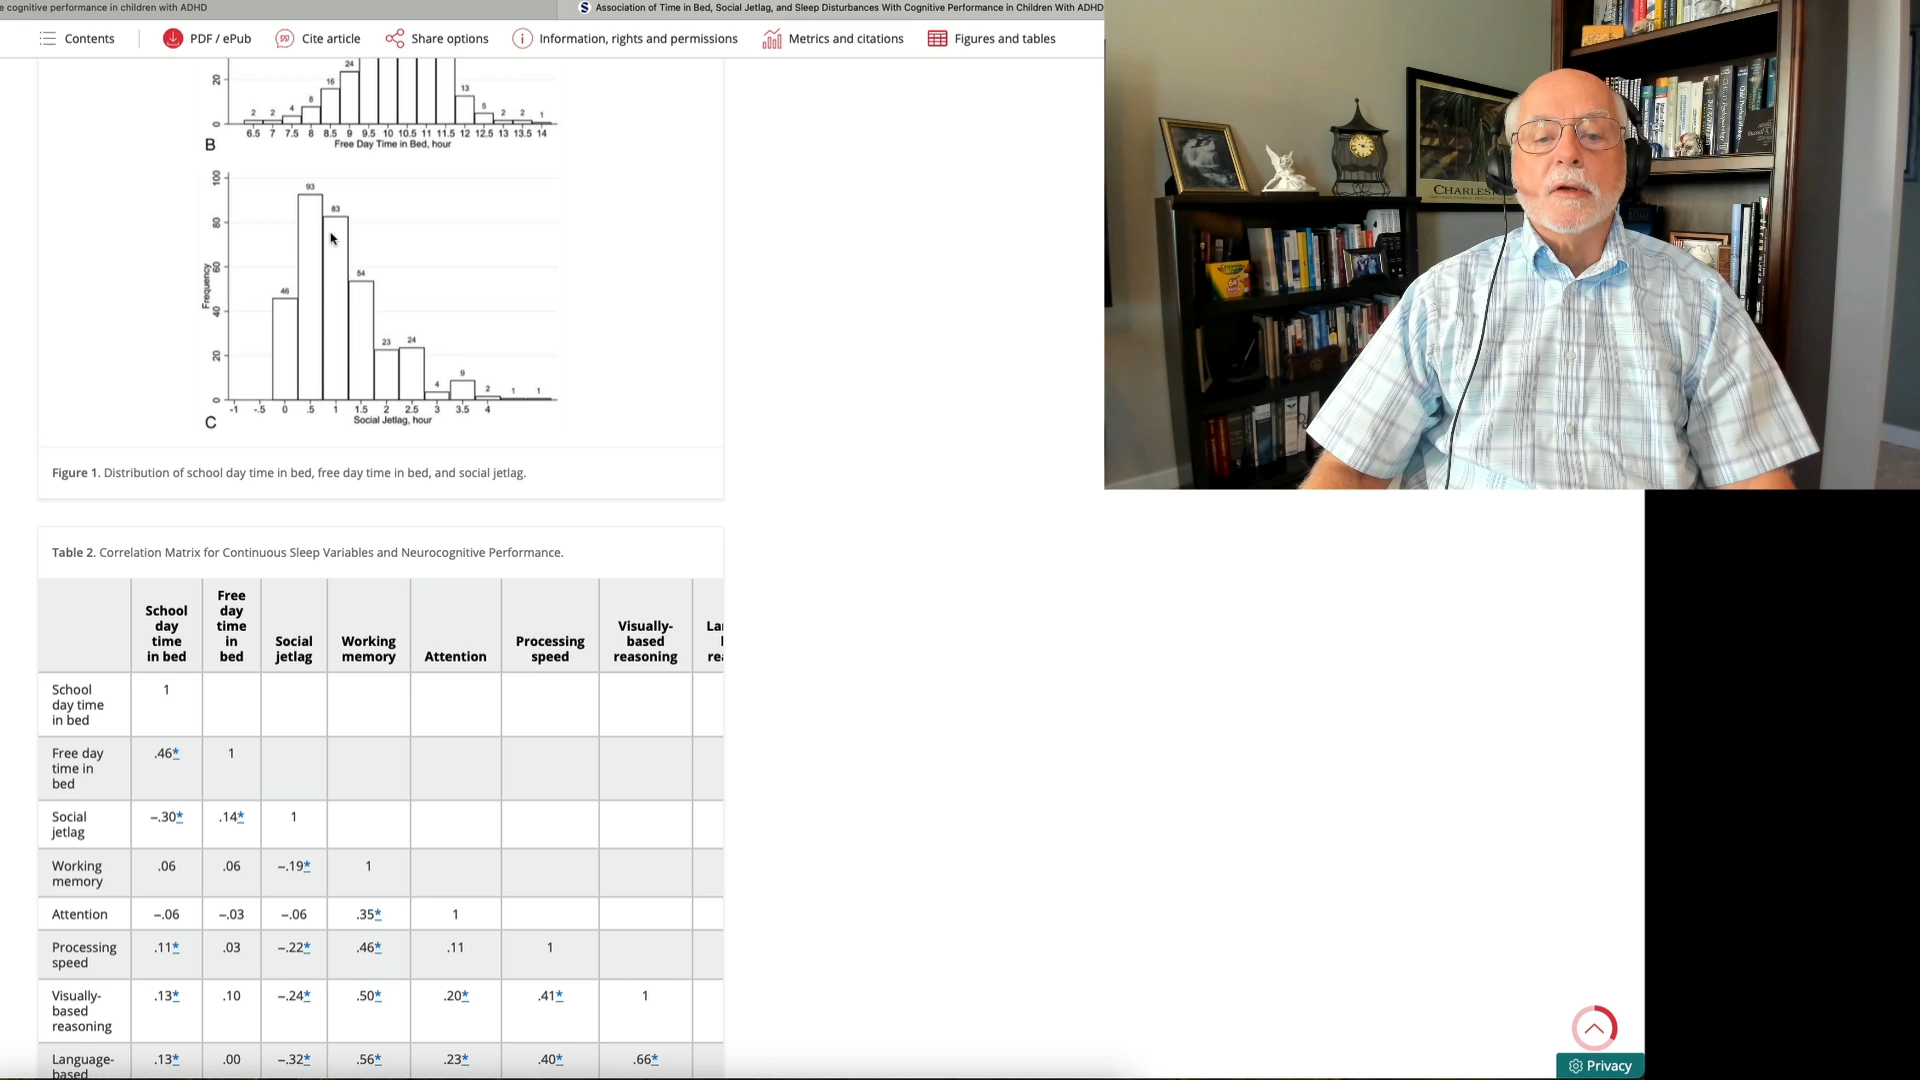 e cognitive performance in children with ADHD
Association of Time in Bed, Social Jetlag, and Sleep Disturbances With Cognitive Performance in Children With ADHD
Contents
PDF / ePub
Cite article
Share options
Information, rights and permissions
Metrics and citations
Figures and tables
20
0
2 2 4 8 16 24 13 5 2 2 1
6.5 7 7.5 8 8.5 9 9.5 10 10.5 11 11.5 12 12.5 13 13.5 14
Free Day Time in Bed, hour
B
100
80
60
40
20
0
Frequency
46 93 83 54 23 24 4 9 2 1 1
-1 -.5 0 .5 1 1.5 2 2.5 3 3.5 4
Social Jetlag, hour
C
Figure 1. Distribution of school day time in bed, free day time in bed, and social jetlag.
Table 2. Correlation Matrix for Continuous Sleep Variables and Neurocognitive Performance.
School day time in bed
Free day time in bed
Social jetlag
Working memory
Attention
Processing speed
Visually-based reasoning
School day time in bed 1
Free day time in bed .46* 1
Social jetlag −.30* .14* 1
Working memory .06 .06 −.19* 1
Attention −.06 −.03 −.06 .35* 1
Processing speed .11* .03 −.22* .46* .11 1
Visually-based reasoning .13* .10 −.24* .50* .20* .41* 1
Language-based .13* .00 −.32* .56* .23* .40* .66*
Privacy
CHARLES
Crayola
64